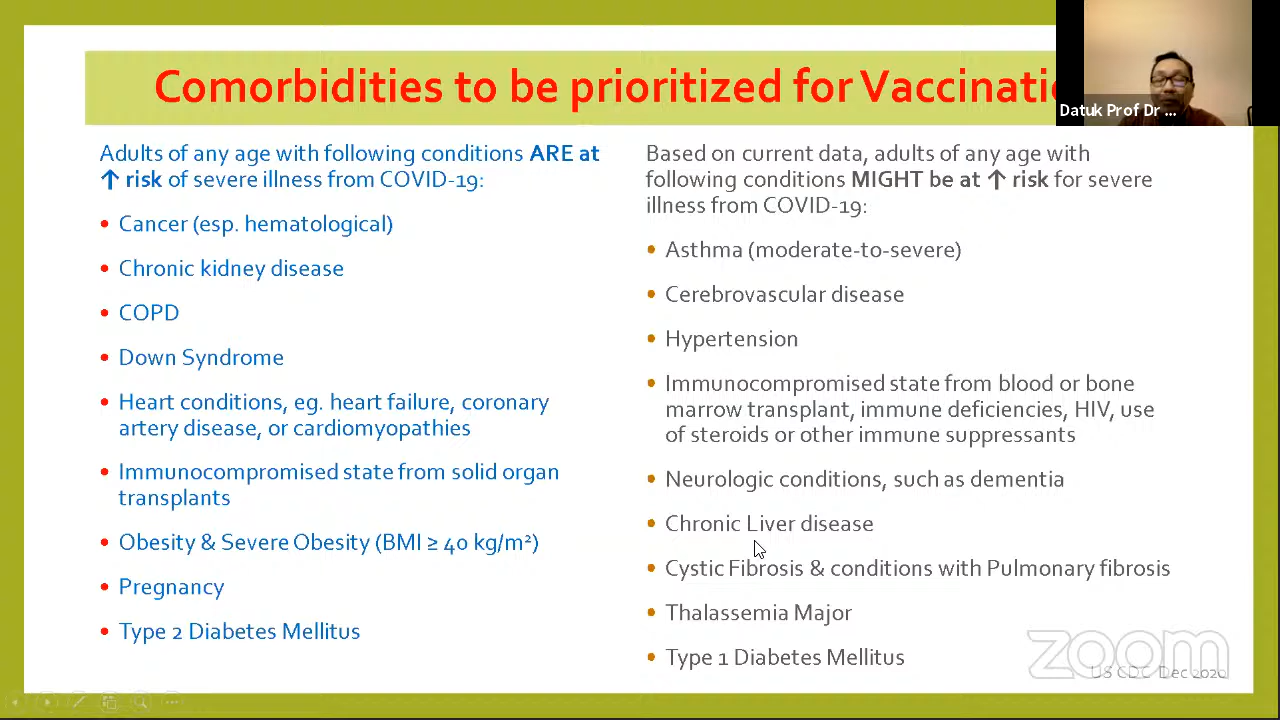 Comorbidities to be prioritized for Vaccinatio
Datuk Prof Dr ...
Adults of any age with following conditions ARE at
↑ risk of severe illness from COVID-19:
• Cancer (esp. hematological)
• Chronic kidney disease
• COPD
• Down Syndrome
• Heart conditions, eg. heart failure, coronary
artery disease, or cardiomyopathies
• Immunocompromised state from solid organ
transplants
• Obesity & Severe Obesity (BMI ≥ 40 kg/m²)
• Pregnancy
• Type 2 Diabetes Mellitus
Based on current data, adults of any age with
following conditions MIGHT be at ↑ risk for severe
illness from COVID-19:
• Asthma (moderate-to-severe)
• Cerebrovascular disease
• Hypertension
• Immunocompromised state from blood or bone
marrow transplant, immune deficiencies, HIV, use
of steroids or other immune suppressants
• Neurologic conditions, such as dementia
• Chronic Liver disease
• Cystic Fibrosis & conditions with Pulmonary fibrosis
• Thalassemia Major
• Type 1 Diabetes Mellitus
zoom
US CDC Dec 2020